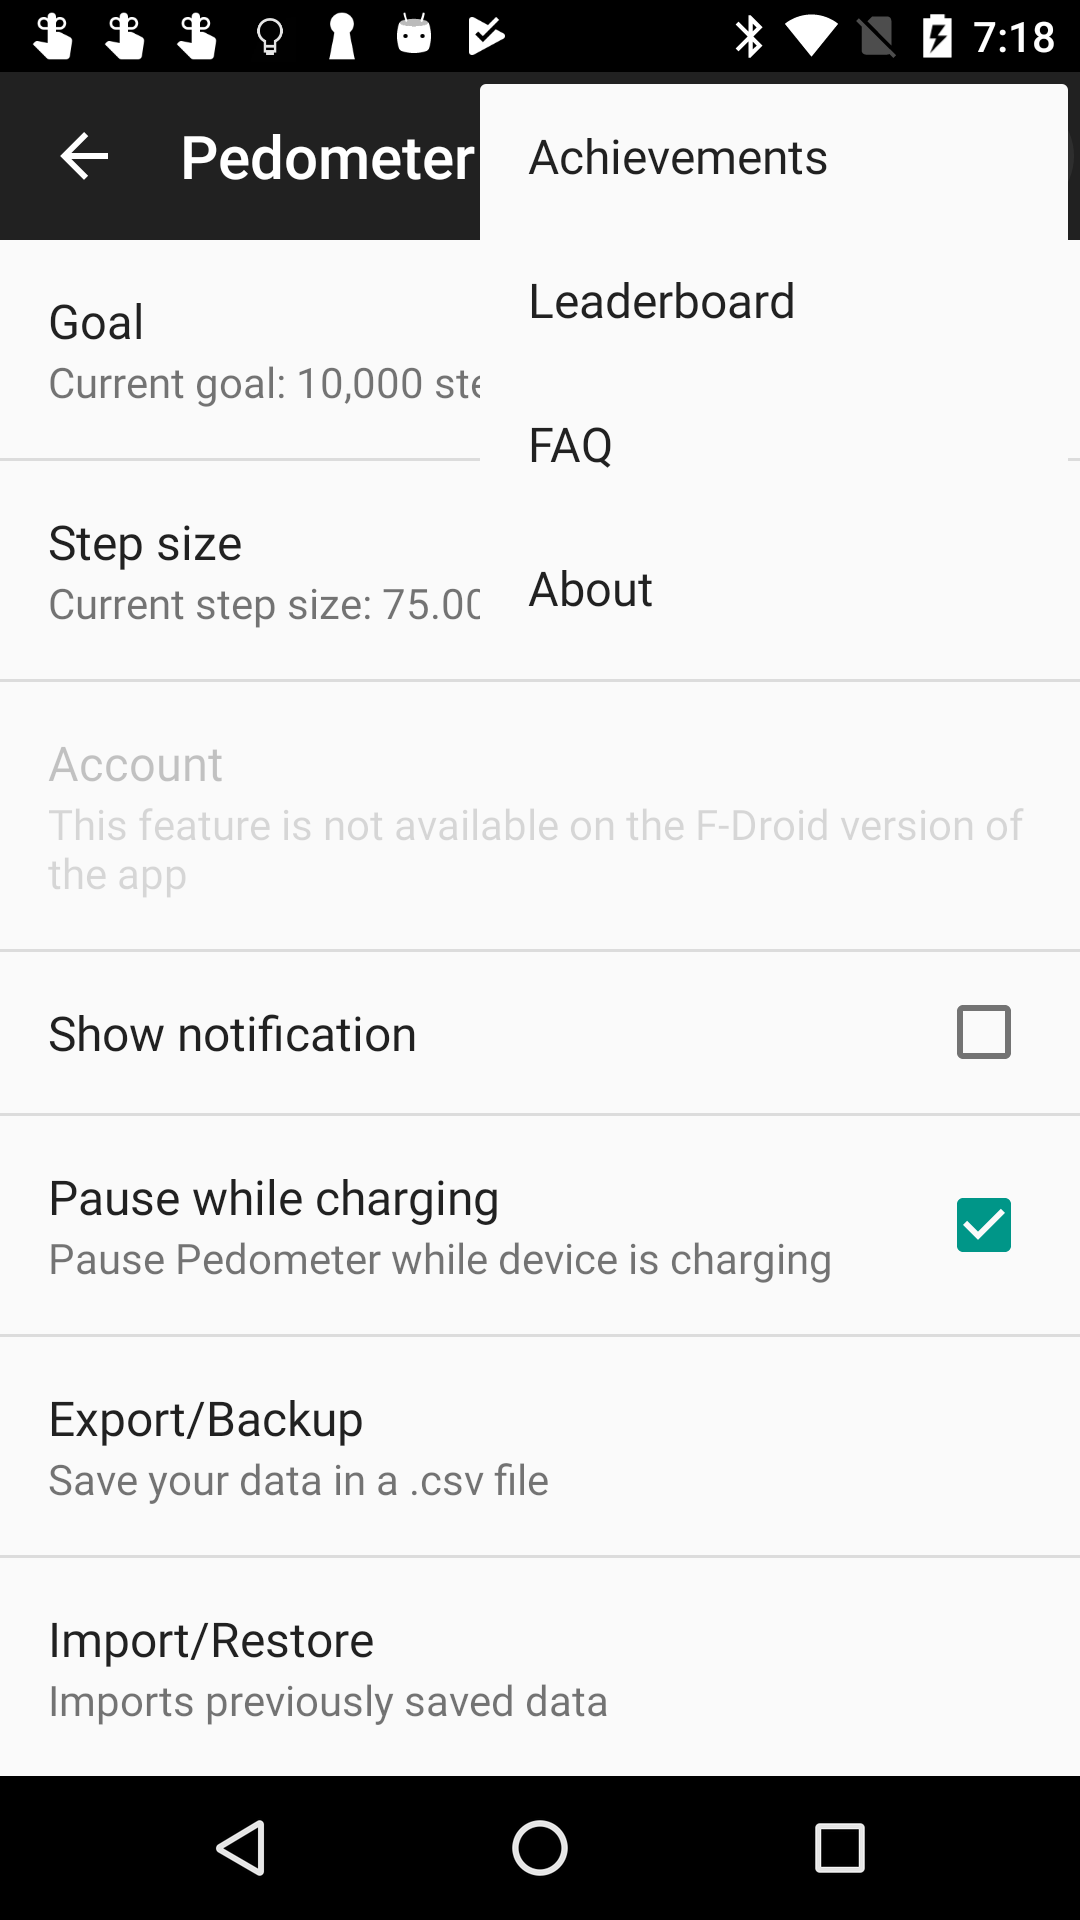 7:18
Pedometer
Achievements
Leaderboard
FAQ
About
Goal
Current goal: 10,000
Step size
Current step size: 75.00
Account
This feature is not available on the F-Droid version of
the app
Show notification
Pause while charging
Pause Pedometer while device is charging
Export/Backup
Save your data in a .csv file
Import/Restore
Imports previously saved data